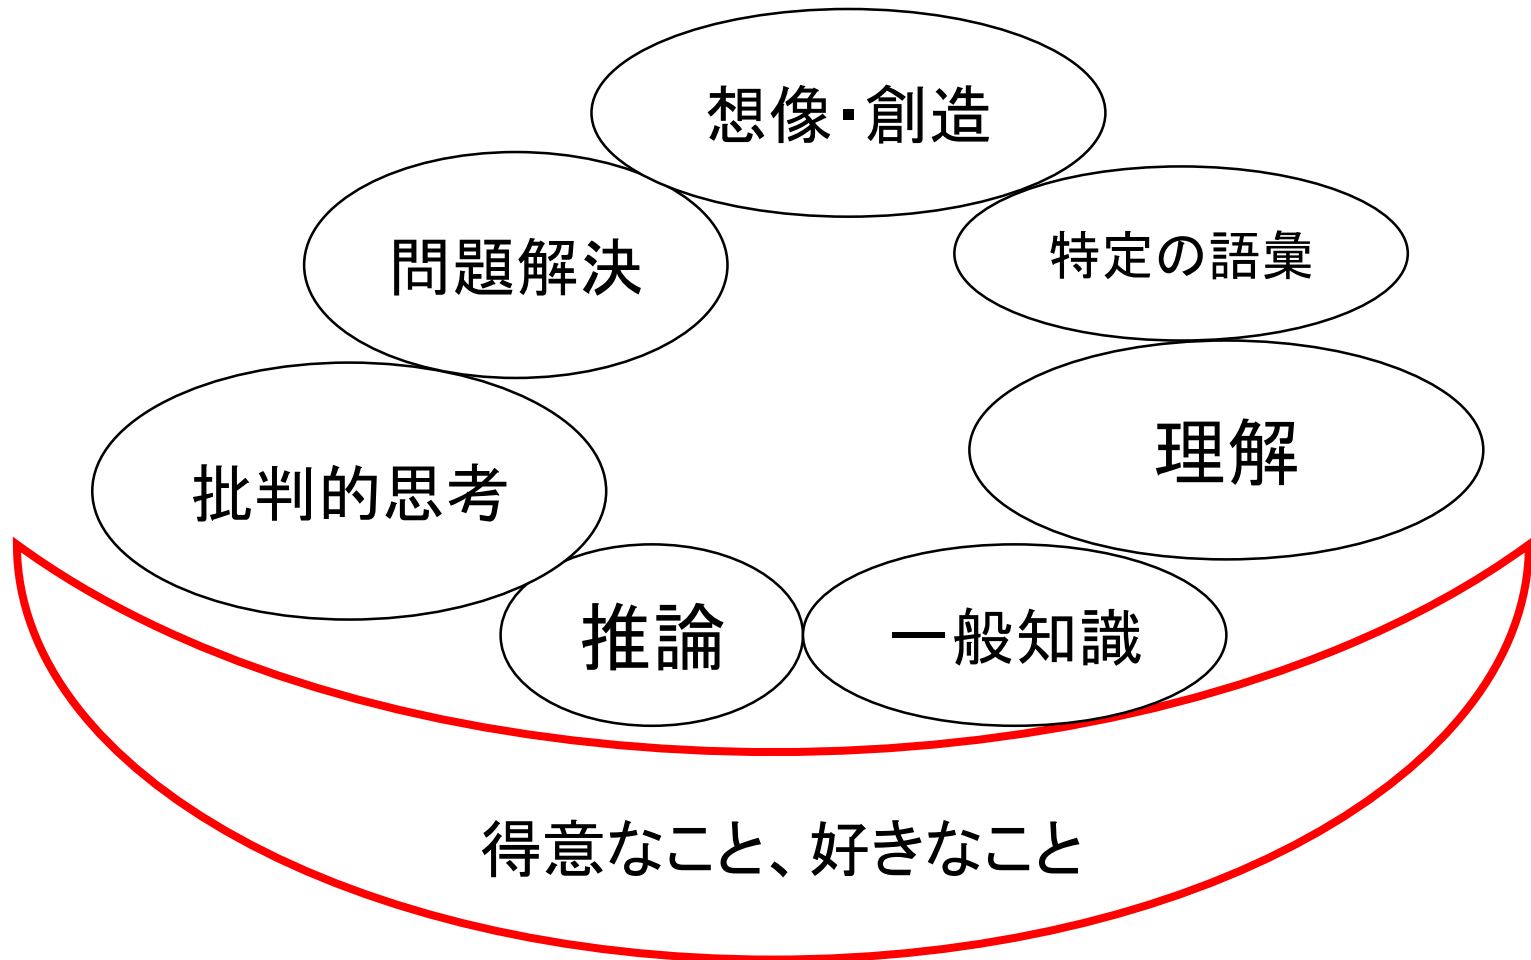 想像・創造
問題解決
特定の語彙
理解
批判的思考
推論
一般知識
得意なこと、好きなこと